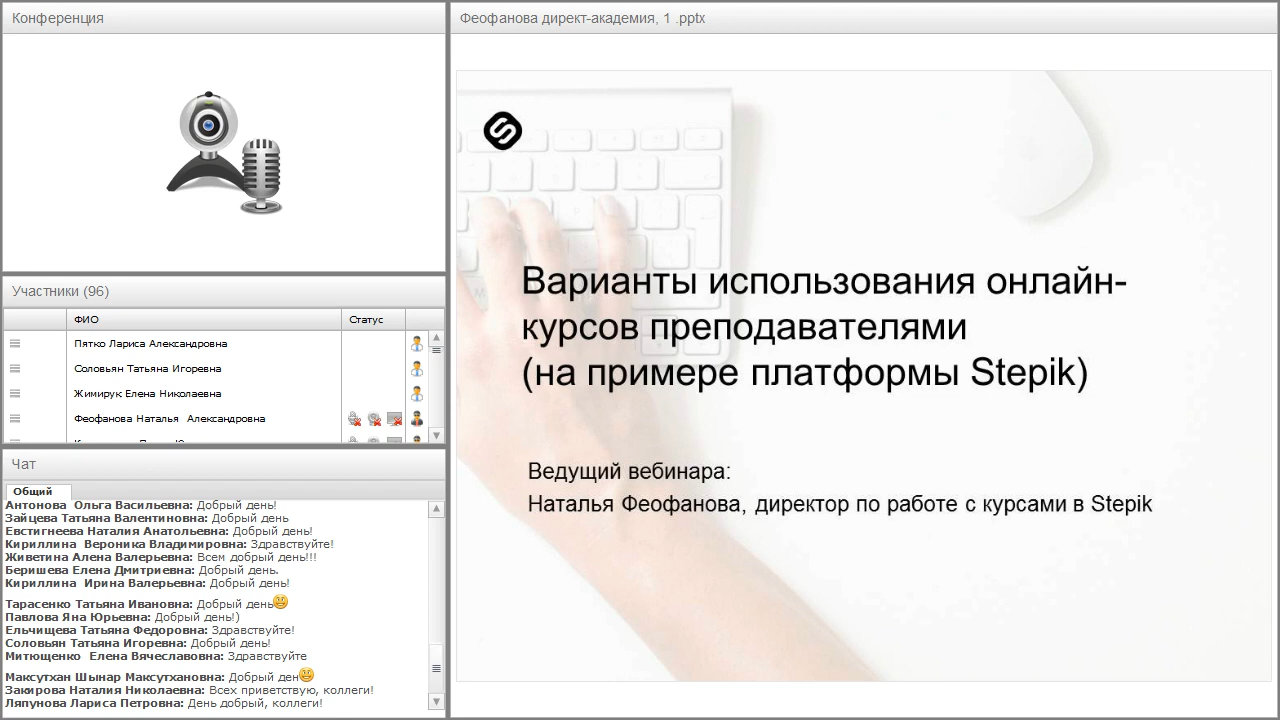 Конференция
Участники (96)
ФИО Статус
Пятко Лариса Александровна
Соловьян Татьяна Игоревна
Жимирук Елена Николаевна
Феофанова Наталья Александровна
Чат
Общий
Антонова Ольга Васильевна: Добрый день!
Зайцева Татьяна Валентиновна: Добрый день
Евстигнеева Наталия Анатольевна: Добрый день!
Кириллина Вероника Владимировна: Здравствуйте!
Живетина Алена Валерьевна: Всем добрый день!!!
Беришева Елена Дмитриевна: Добрый день.
Кириллина Ирина Валерьевна: Добрый день!
Тарасенко Татьяна Ивановна: Добрый день
Павлова Яна Юрьевна: Добрый день!)
Ельчищева Татьяна Федоровна: Здравствуйте!
Соловьян Татьяна Игоревна: Добрый день!
Митющенко Елена Вячеславовна: Здравствуйте
Максутхан Шынар Максутхановна: Добрый ден
Закирова Наталия Николаевна: Всех приветствую, коллеги!
Ляпунова Лариса Петровна: День добрый, коллеги!
Феофанова директ-академия, 1 .pptx
Варианты использования онлайн-
курсов преподавателями
(на примере платформы Stepik)
Ведущий вебинара:
Наталья Феофанова, директор по работе с курсами в Stepik